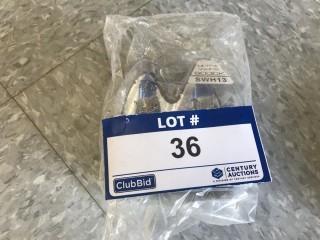 SWH13
LOT #
36
ClubBid
CENTURY
AUCTIONS